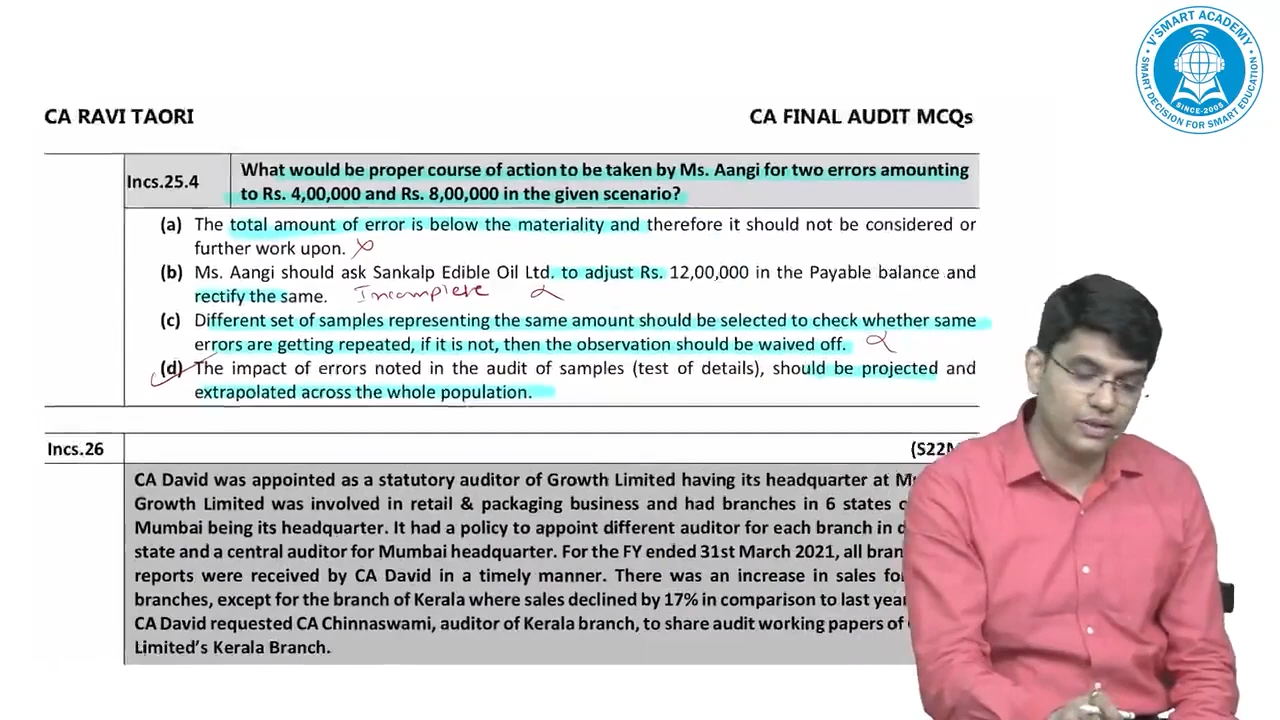 V'SMART ACADEMY
SINCE-2005
SMART DECISION FOR SMART EDUCATION
CA RAVI TAORI
CA FINAL AUDIT MCQs
Incs.25.4
What would be proper course of action to be taken by Ms. Aangi for two errors amounting
to Rs. 4,00,000 and Rs. 8,00,000 in the given scenario?
(a) The total amount of error is below the materiality and therefore it should not be considered or
further work upon.
(b) Ms. Aangi should ask Sankalp Edible Oil Ltd. to adjust Rs. 12,00,000 in the Payable balance and
rectify the same. Incomplete
(c) Different set of samples representing the same amount should be selected to check whether same
errors are getting repeated, if it is not, then the observation should be waived off.
(d) The impact of errors noted in the audit of samples (test of details), should be projected and
extrapolated across the whole population.
Incs.26
(S22M
CA David was appointed as a statutory auditor of Growth Limited having its headquarter at
Growth Limited was involved in retail & packaging business and had branches in 6 states
Mumbai being its headquarter. It had a policy to appoint different auditor for each branch in
state and a central auditor for Mumbai headquarter. For the FY ended 31st March 2021, all
reports were received by CA David in a timely manner. There was an increase in sales
branches, except for the branch of Kerala where sales declined by 17% in comparison to last
CA David requested CA Chinnaswami, auditor of Kerala branch, to share audit working papers of
Limited's Kerala Branch.